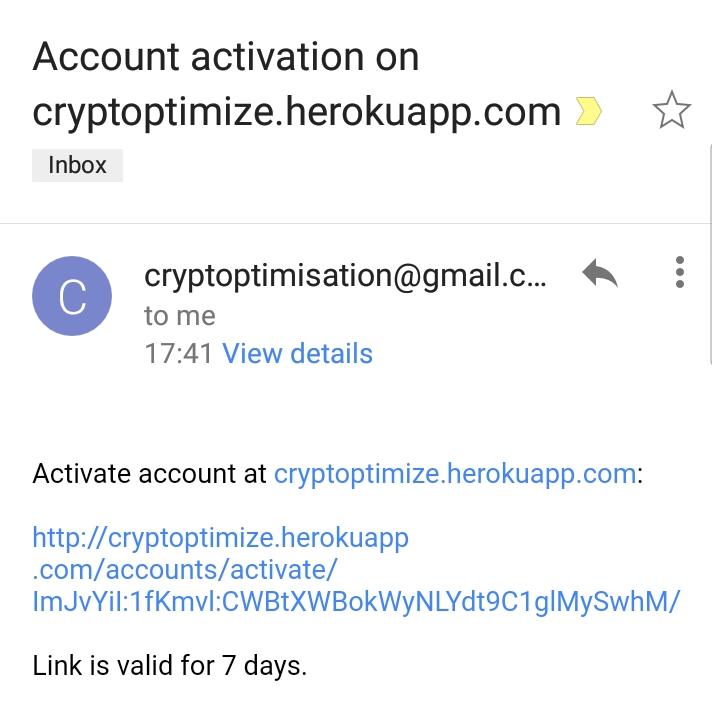 Account activation on
cryptoptimize.herokuapp.com
Inbox
C
cryptoptimisation@gmail.c...
to me
17:41 View details
Activate account at cryptoptimize.herokuapp.com:
http://cryptoptimize.herokuapp
.com/accounts/activate/
ImJvYiI:1fKmvl:CWBtXWBokWyNLYdt9C1glMySwhM/
Link is valid for 7 days.